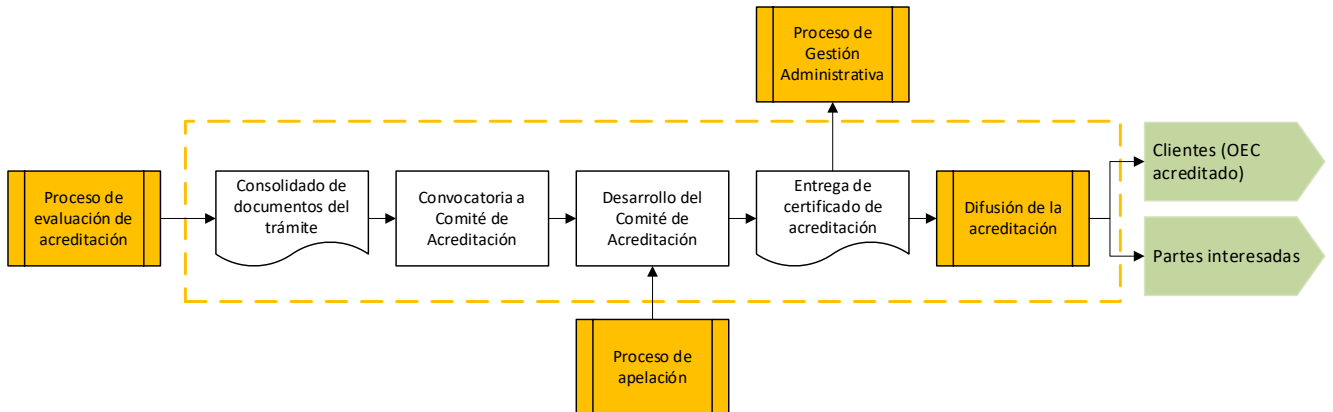 Proceso de
Gestión
Administrativa
Proceso de
evaluación de
acreditación
Consolidado de
documentos del
trámite
Convocatoria a
Comité de
Acreditación
Desarrollo del
Comité de
Acreditación
Entrega de
certificado de
acreditación
Difusión de la
acreditación
Clientes (OEC
acreditado)
Partes interesadas
Proceso de
apelación